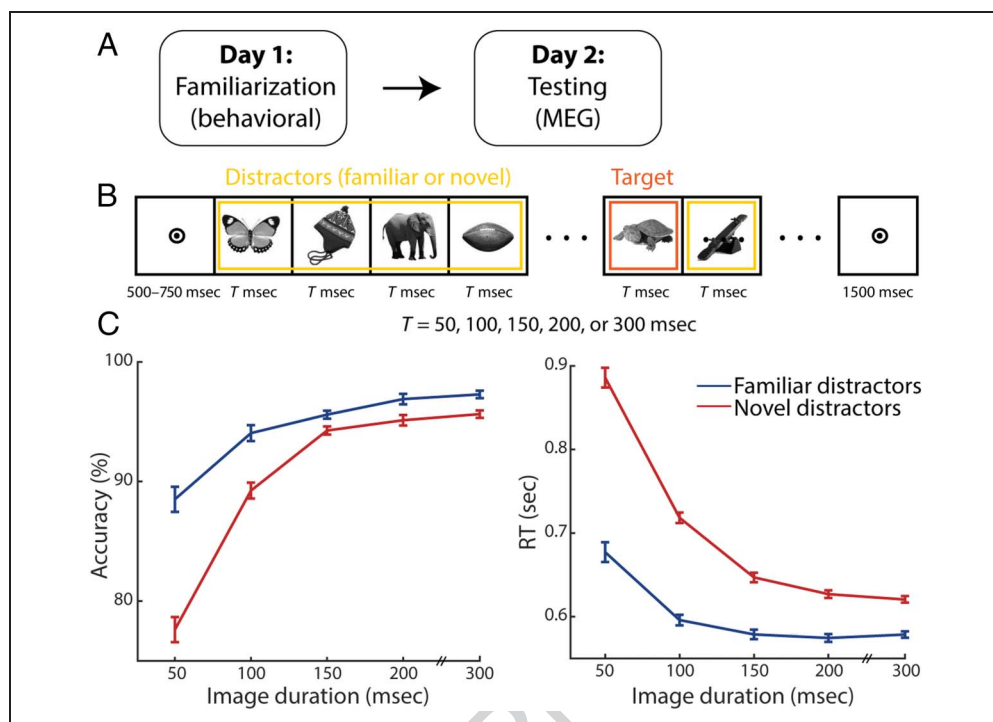 A
Day 1:
Familiarization
(behavioral)
Day 2:
Testing
(MEG)
B
Distractors (familiar or novel)
Target
500–750 msec
T msec
T msec
T msec
T msec
T msec
T msec
1500 msec
T = 50, 100, 150, 200, or 300 msec
C
100
90
80
Accuracy (%)
50
100
150
200
300
Image duration (msec)
0.9
0.8
0.7
0.6
RT (sec)
Familiar distractors
Novel distractors
50
100
150
200
300
Image duration (msec)